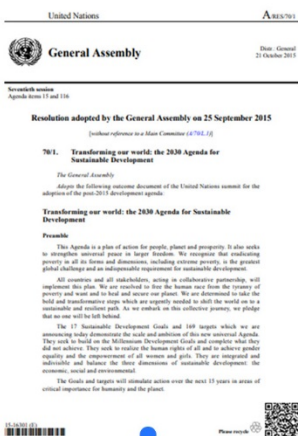 United Nations
A/RES/70/1
General Assembly
Distr.: General
21 October 2015
Seventieth session
Agenda items 15 and 116
Resolution adopted by the General Assembly on 25 September 2015
[without reference to a Main Committee (A/70/L.1)]
70/1. Transforming our world: the 2030 Agenda for
Sustainable Development
The General Assembly
Adopts the following outcome document of the United Nations summit for the
adoption of the post-2015 development agenda:
Transforming our world: the 2030 Agenda for Sustainable
Development
Preamble
This Agenda is a plan of action for people, planet and prosperity. It also seeks
to strengthen universal peace in larger freedom. We recognize that eradicating
poverty in all its forms and dimensions, including extreme poverty, is the greatest
global challenge and an indispensable requirement for sustainable development.
All countries and all stakeholders, acting in collaborative partnership, will
implement this plan. We are resolved to free the human race from the tyranny of
poverty and want and to heal and secure our planet. We are determined to take the
bold and transformative steps which are urgently needed to shift the world on to a
sustainable and resilient path. As we embark on this collective journey, we pledge
that no one will be left behind.
The 17 Sustainable Development Goals and 169 targets which we are
announcing today demonstrate the scale and ambition of this new universal Agenda.
They seek to build on the Millennium Development Goals and complete what they
did not achieve. They seek to realize the human rights of all and to achieve gender
equality and the empowerment of all women and girls. They are integrated and
indivisible and balance the three dimensions of sustainable development: the
economic, social and environmental.
The Goals and targets will stimulate action over the next 15 years in areas of
critical importance for humanity and the planet.
15-16301 (E)
Please recycle